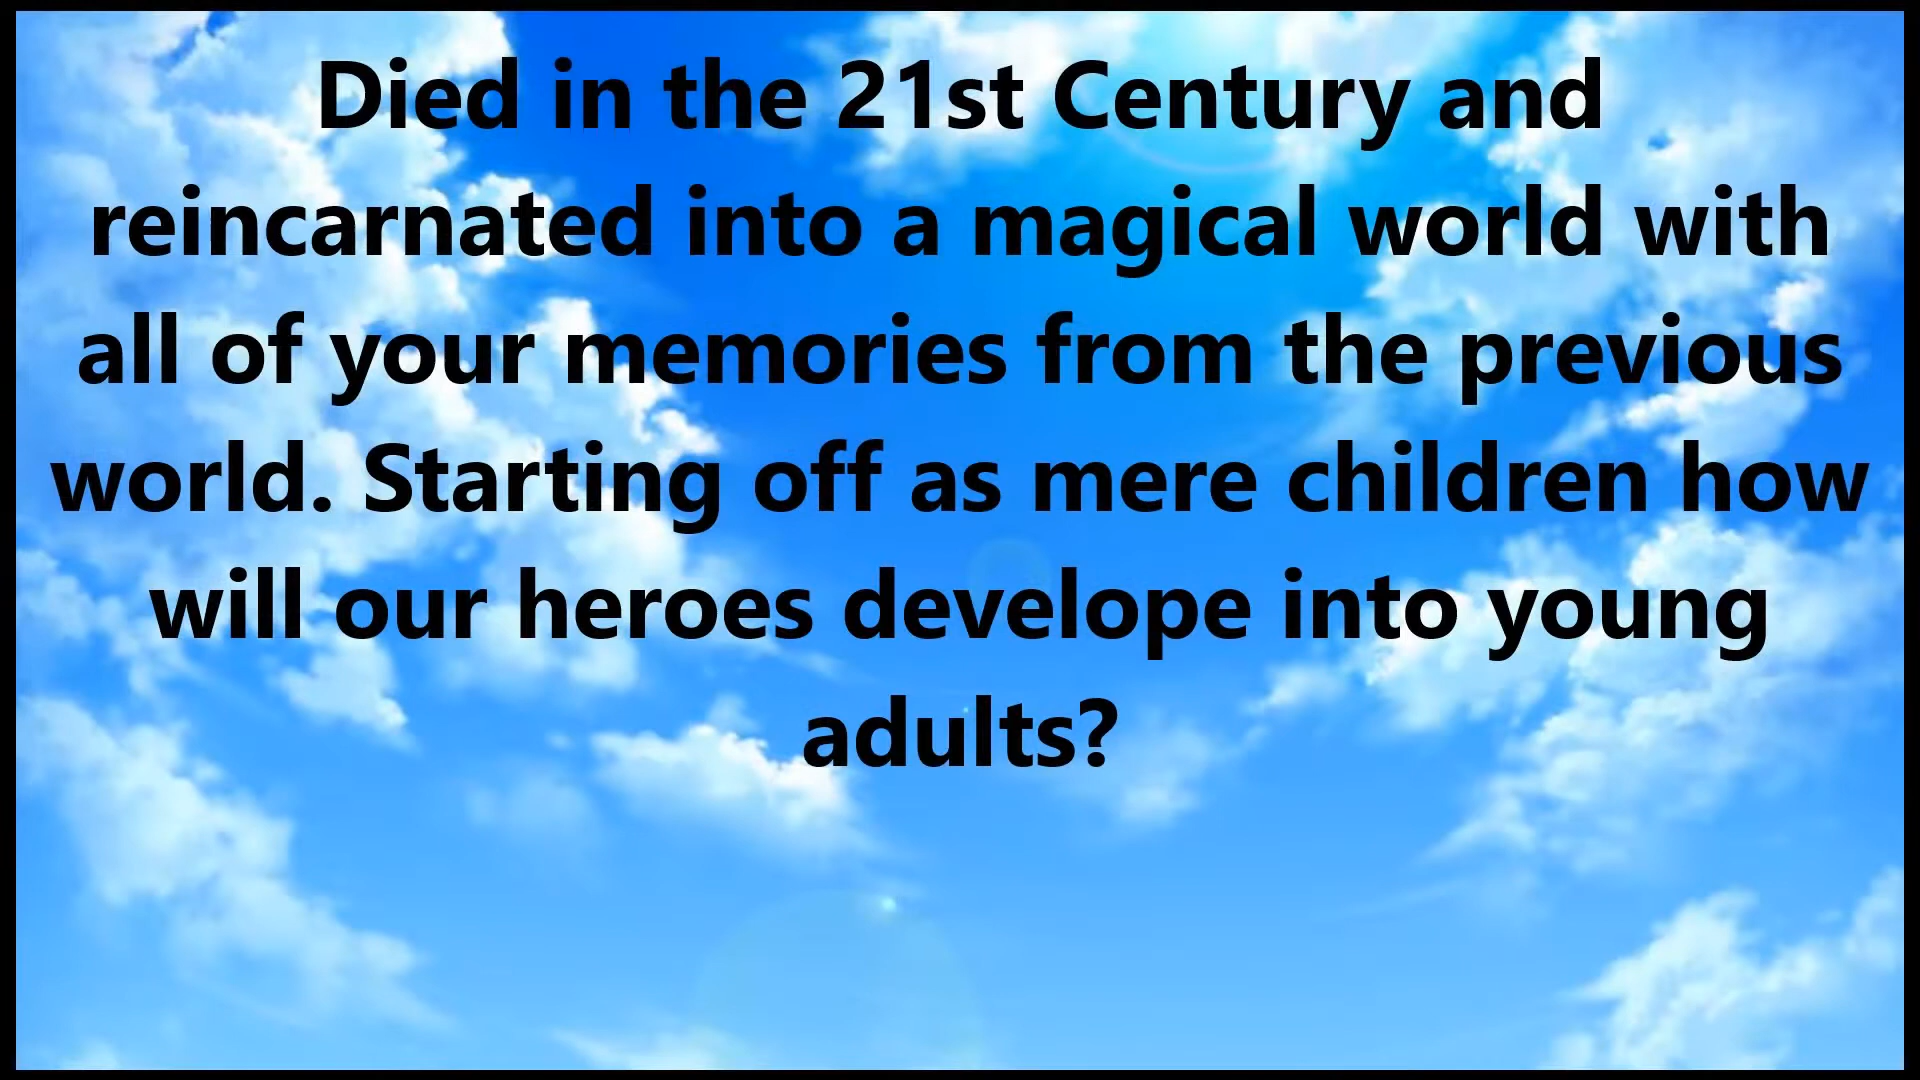 Died in the 21st Century and
reincarnated into a magical world with
all of your memories from the previous
world. Starting off as mere children how
will our heroes develope into young
adults?